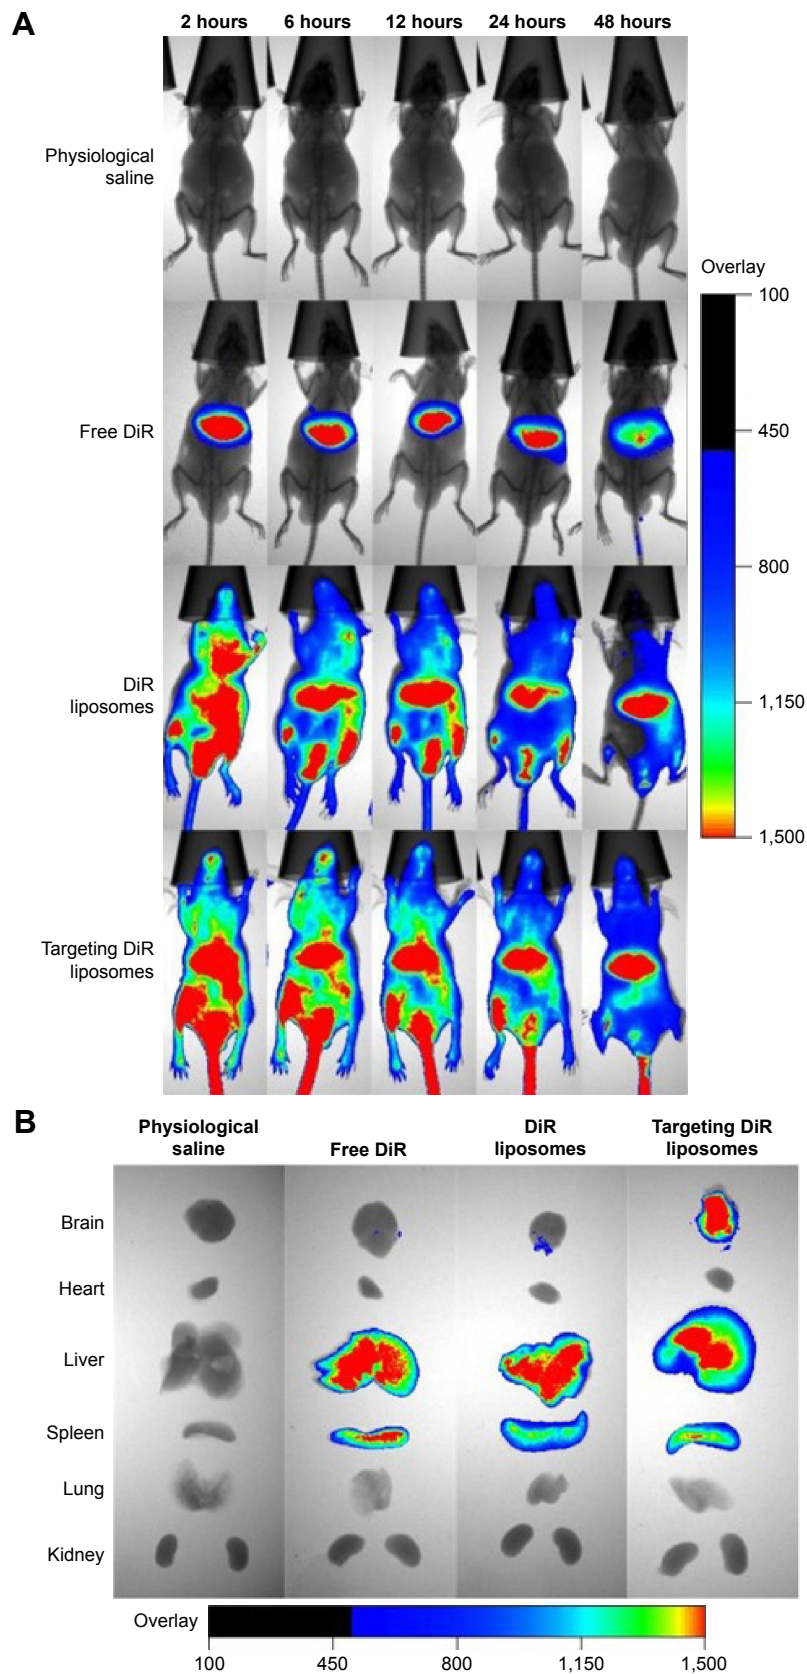 A
2 hours 6 hours 12 hours 24 hours 48 hours
Physiological
saline
Overlay
100
Free DiR
450
800
DiR
liposomes
1,150
1,500
Targeting DiR
liposomes
B
Physiological
saline
Free DiR
DiR
liposomes
Targeting DiR
liposomes
Brain
Heart
Liver
Spleen
Lung
Kidney
Overlay
100 450 800 1,150 1,500